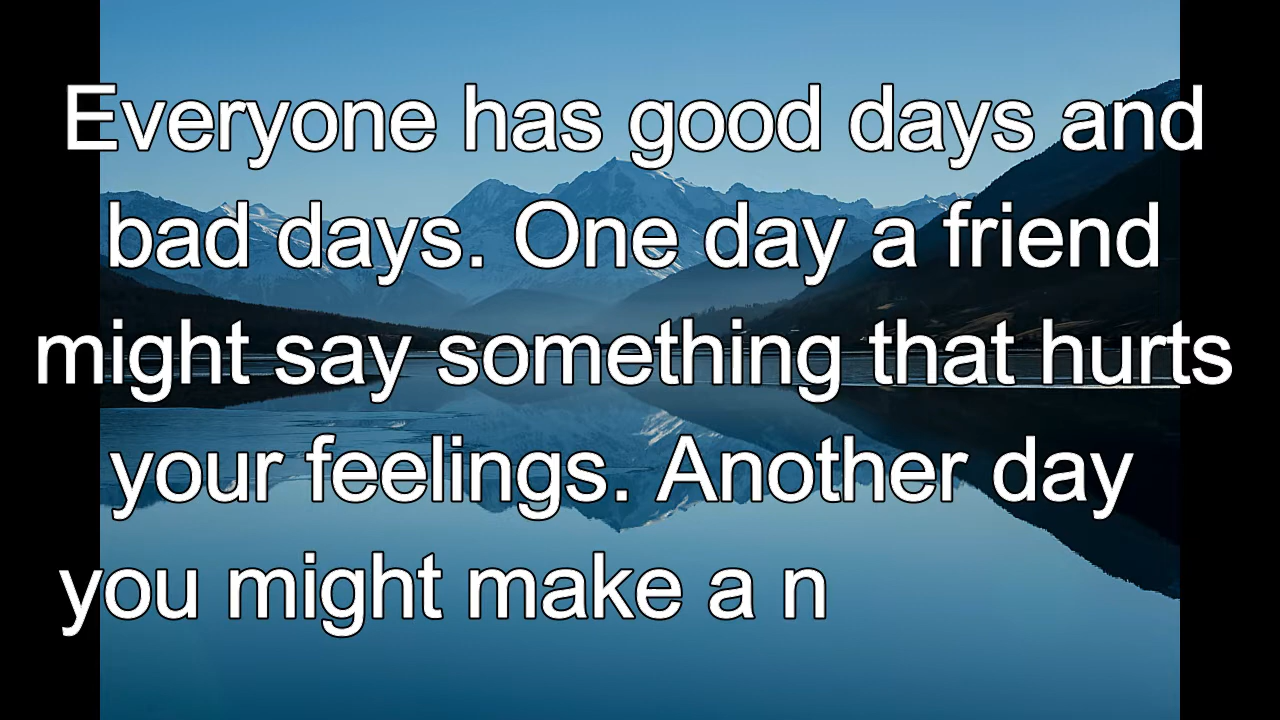 Everyone has good days and
bad days. One day a friend
might say something that hurts
your feelings. Another day
you might make a n